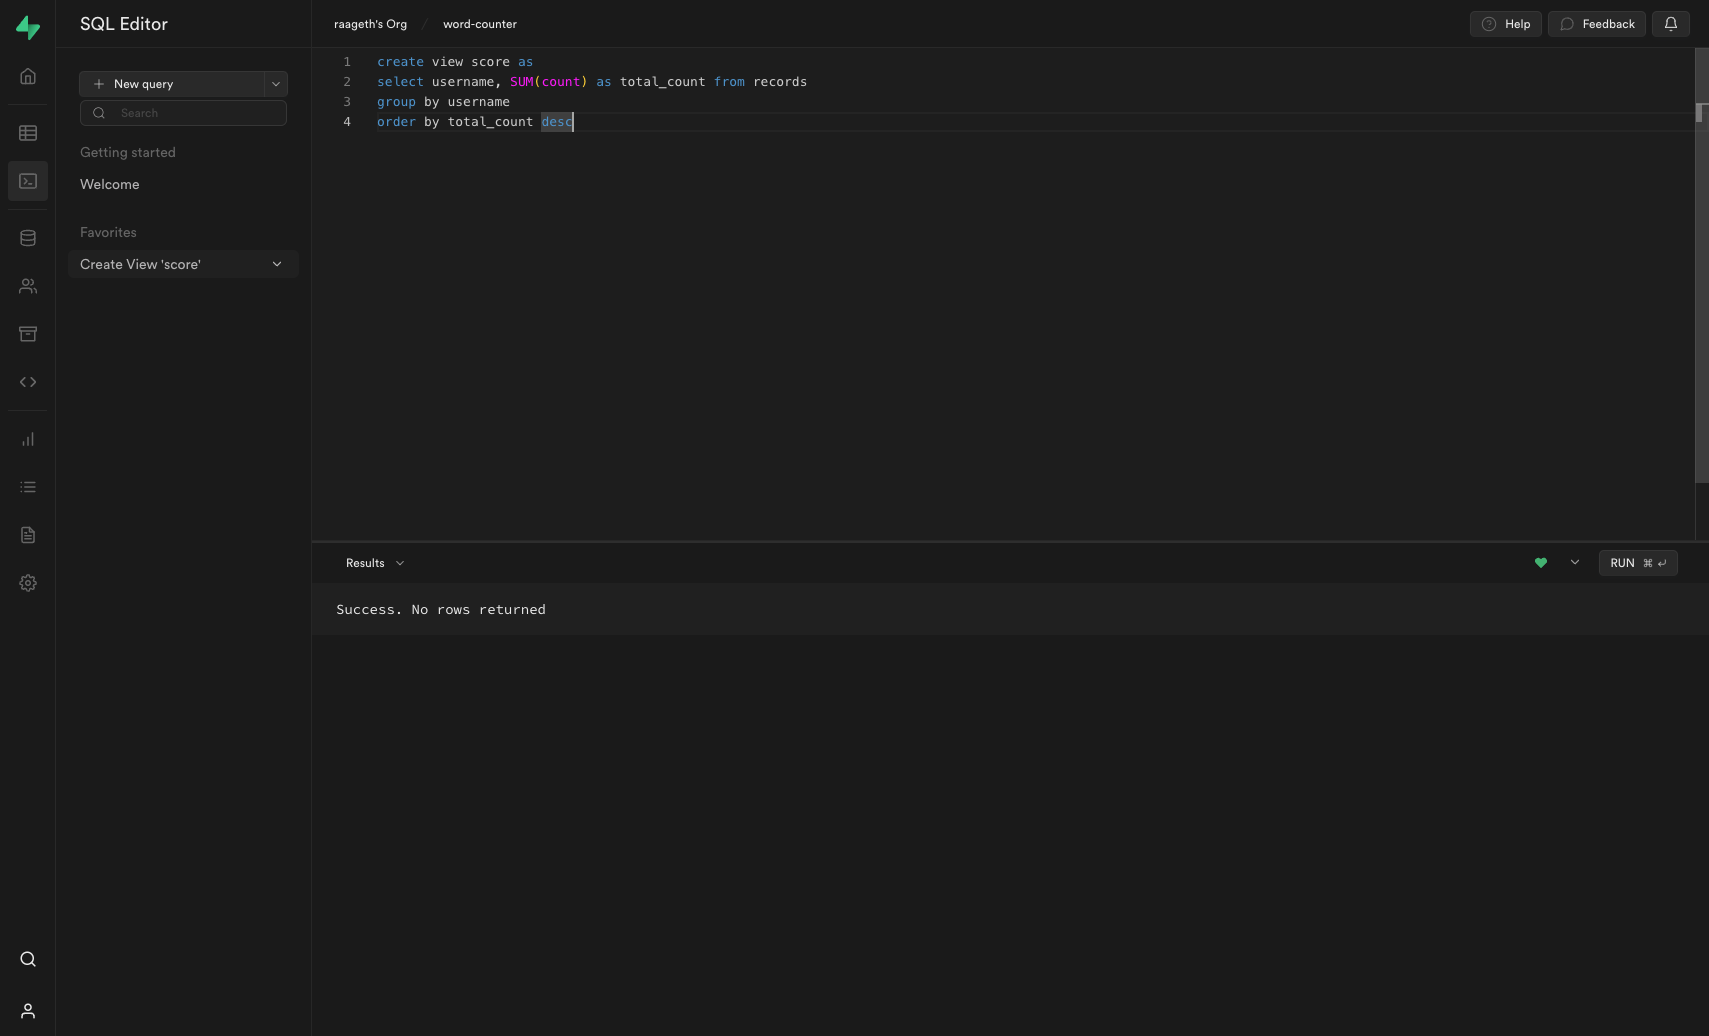 SQL Editor
raageth's Org / word-counter
Help
Feedback
New query
Search
Getting started
Welcome
Favorites
Create View 'score'
1 create view score as
2 select username, SUM(count) as total_count from records
3 group by username
4 order by total_count desc
Results
RUN ⌘ ↵
Success. No rows returned